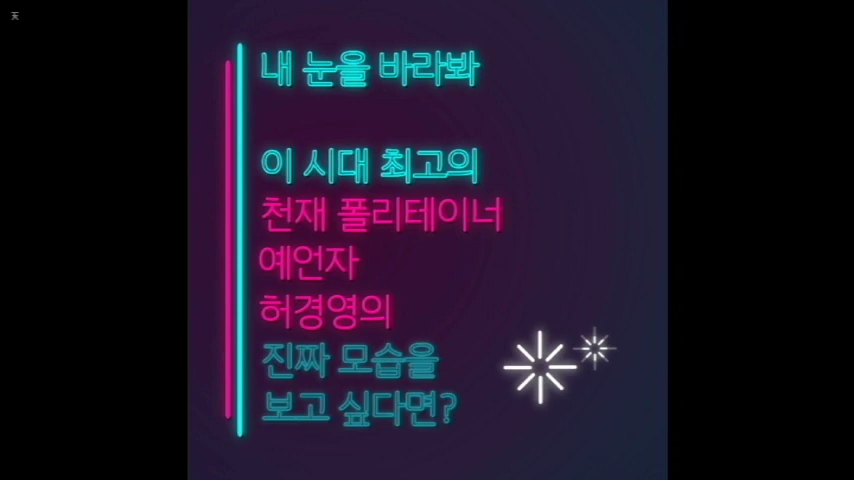 내 눈을 바라봐
이 시대 최고의
천재 폴리테이너
예언자
허경영의
진짜 모습을
보고 싶다면?